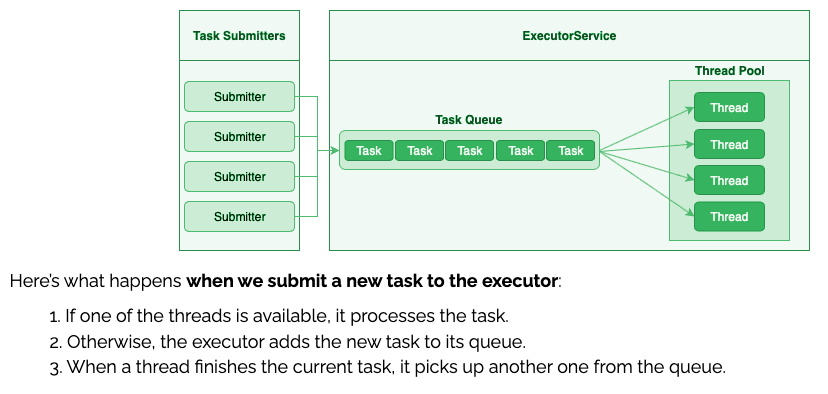 Task Submitters
ExecutorService
Thread Pool
Submitter
Submitter
Submitter
Submitter
Task Queue
Task Task Task Task Task
Thread
Thread
Thread
Thread
Here’s what happens when we submit a new task to the executor:
1. If one of the threads is available, it processes the task.
2. Otherwise, the executor adds the new task to its queue.
3. When a thread finishes the current task, it picks up another one from the queue.